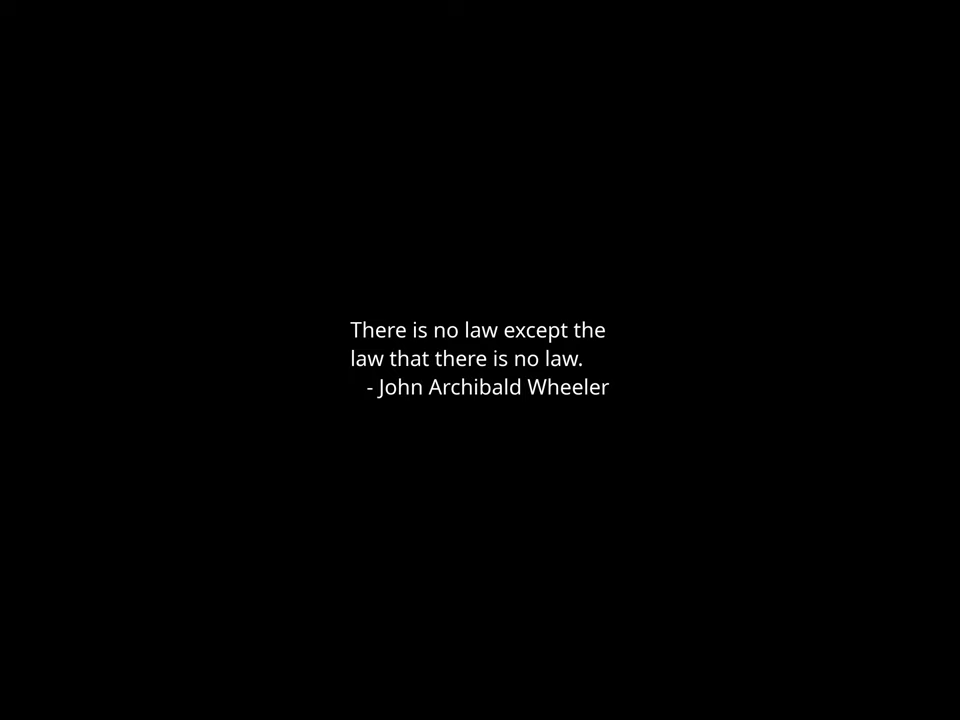 There is no law except the
law that there is no law.
- John Archibald Wheeler